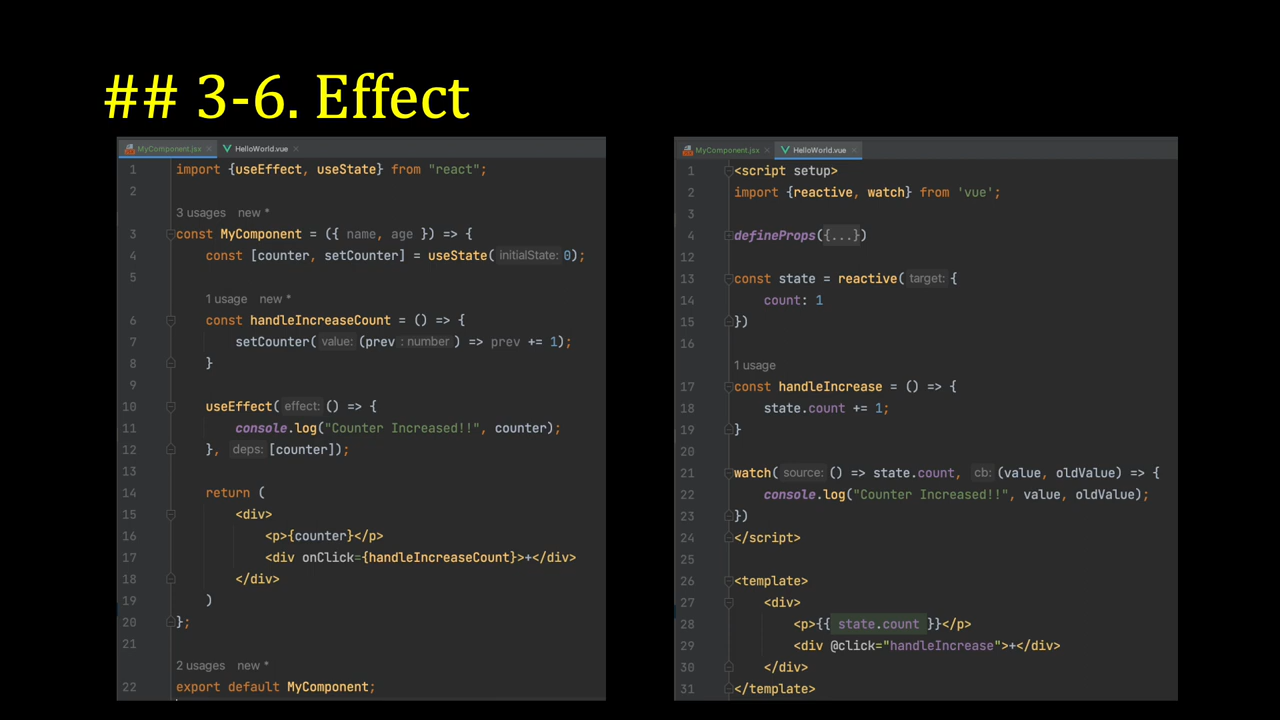 ## 3-6. Effect
MyComponent.jsx × HelloWorld.vue ×
1 import {useEffect, useState} from "react";
2
3 usages new *
3 const MyComponent = ({ name, age }) => {
4 const [counter, setCounter] = useState( initialState: 0);
5
1 usage new *
6 const handleIncreaseCount = () => {
7 setCounter( value: (prev : number ) => prev += 1);
8 }
9
10 useEffect( effect: () => {
11 console.log("Counter Increased!!", counter);
12 }, deps: [counter]);
13
14 return (
15 <div>
16 <p>{counter}</p>
17 <div onClick={handleIncreaseCount}>+</div>
18 </div>
19 )
20 };
21
2 usages new *
22 export default MyComponent;
MyComponent.jsx × HelloWorld.vue ×
1 <script setup>
2 import {reactive, watch} from 'vue';
3
4 defineProps({...})
12
13 const state = reactive( target: {
14 count: 1
15 })
16
1 usage
17 const handleIncrease = () => {
18 state.count += 1;
19 }
20
21 watch( source: () => state.count, cb: (value, oldValue) => {
22 console.log("Counter Increased!!", value, oldValue);
23 })
24 </script>
25
26 <template>
27 <div>
28 <p>{{ state.count }}</p>
29 <div @click="handleIncrease">+</div>
30 </div>
31 </template>